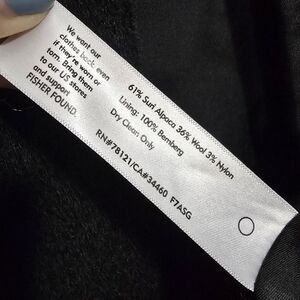 We want our
clothes back, even
if they're worn or
torn. Bring them
to our US stores
and support
FISHER FOUND.
61% Suri Alpaca 36% Wool 3% Nylon
Lining: 100% Bemberg
Dry Clean Only
RN#78121/CA#34460 F7ASG